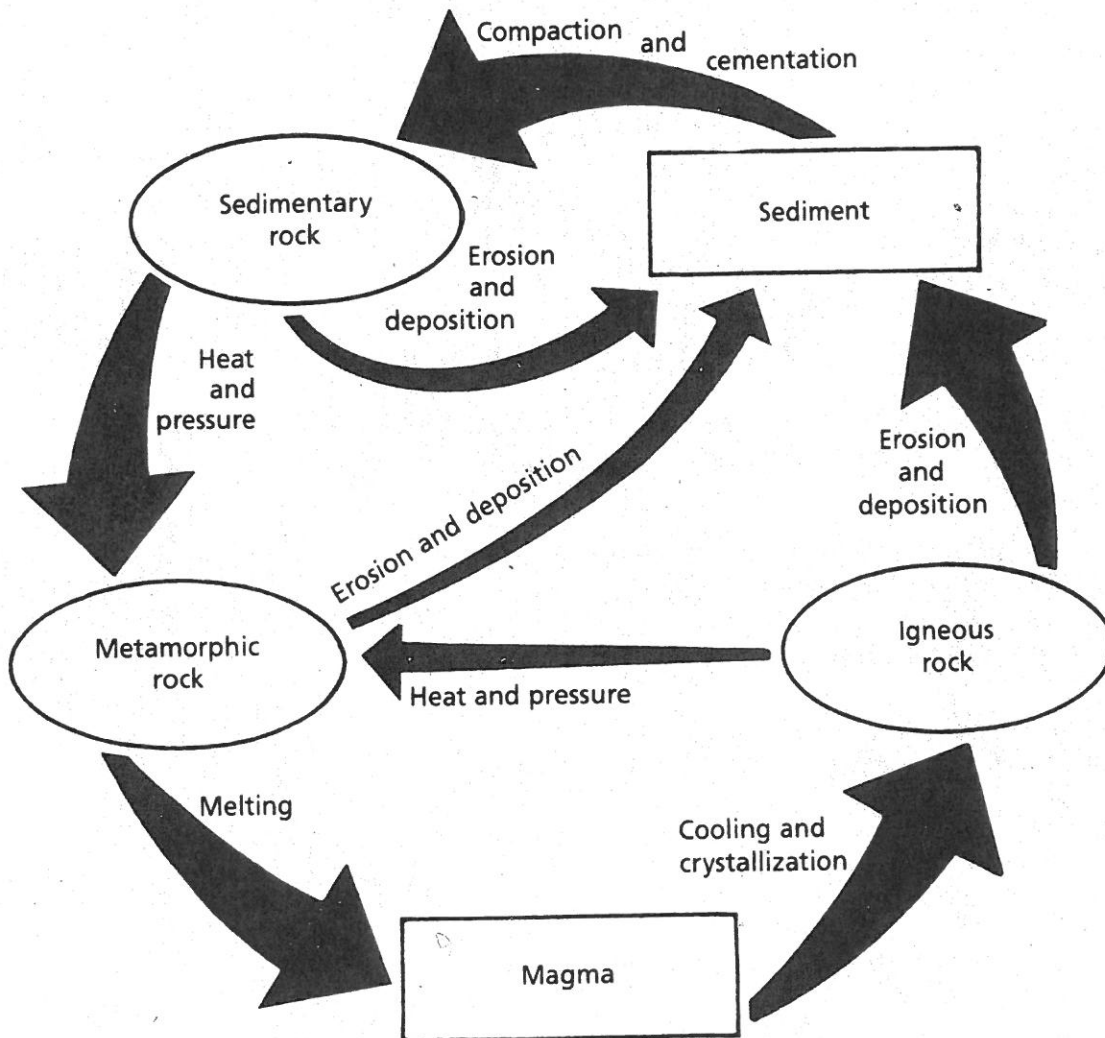 Compaction and
cementation
Sedimentary
rock
Sediment
Erosion
and
deposition
Heat
and
pressure
Erosion
and
deposition
Erosion and deposition
Metamorphic
rock
Igneous
rock
Heat and pressure
Melting
Cooling and
crystallization
Magma